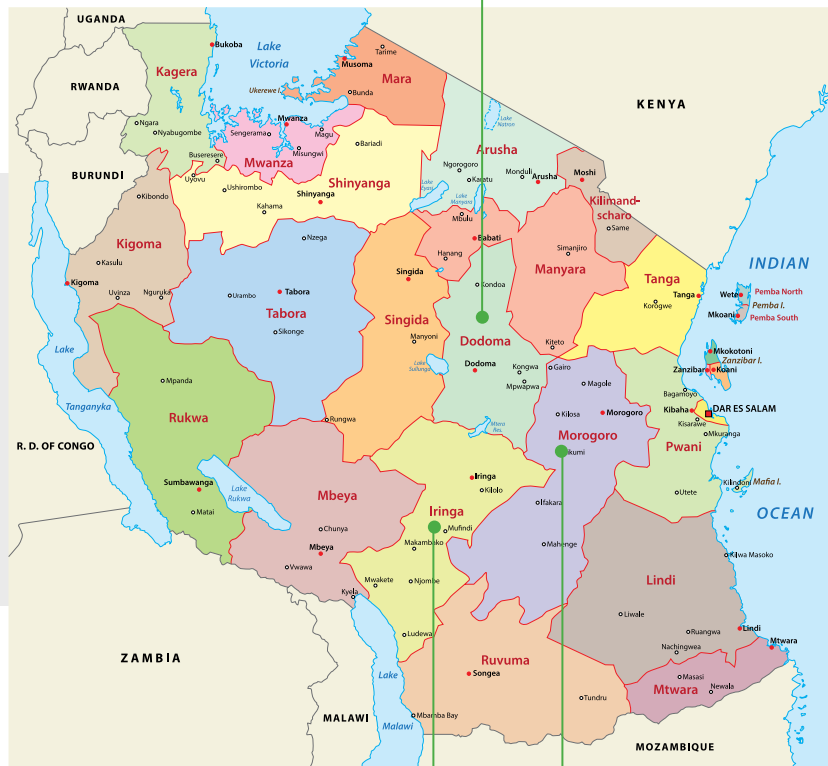 UGANDA
Bukoba
Lake
Victoria
Tarime
Musoma
Mara
Kagera
Ukerewe I.
Bunda
RWANDA
KENYA
Lake
Natron
Ngara
Nyabugombe
Mwanza
Sengerama
Magu
Misungwi
Bariadi
Arusha
Mwanza
Buseresere
Ngorogoro
Karatu
Monduli
Arusha
Moshi
BURUNDI
Uyovu
Ushirombo
Shinyanga
Shinyanga
Kahama
Lake
Eyasi
Lake
Manyara
Kilimand-
scharo
Kibondo
Mbulu
Same
Kigoma
Nzega
Babati
Hanang
Simanjiro
Kasulu
Singida
Manyara
Tanga
INDIAN
Kigoma
Uvinza
Nguruka
Urambo
Tabora
Kondoa
Tanga
Korogwe
Wete
Pemba North
Pemba I.
Mkoani
Pemba South
Tabora
Sikonge
Singida
Manyoni
Dodoma
Kiteto
Mkokotoni
Zanzibar I.
Lake
Lake
Sulunga
Dodoma
Kongwa
Mpwapwa
Gairo
Zanzibar
Koani
Mpanda
Magole
Bagamoyo
Tanganyka
Rukwa
Rungwa
Mtera
Res.
Kilosa
Morogoro
Kibaha
DAR ES SALAM
Kisarawe
Mkuranga
R. D. OF CONGO
Morogoro
Pwani
ikumi
Sumbawanga
Lake
Rukwa
Mbeya
Iringa
Kilolo
Kilindoni
Mafia I.
Utete
Matai
Iringa
Ifakara
OCEAN
Chunya
Mufindi
Makambako
Mahenge
Mbeya
Kilwa Masoko
Vwawa
Mwakete
Njombe
Lindi
Kyela
Liwale
Ludewa
Ruangwa
Lindi
Nachingwea
Mtwara
ZAMBIA
Ruvuma
Songea
Masasi
Newala
Mtwara
Lake
Tundru
MALAWI
Malawi
Mbamba Bay
MOZAMBIQUE